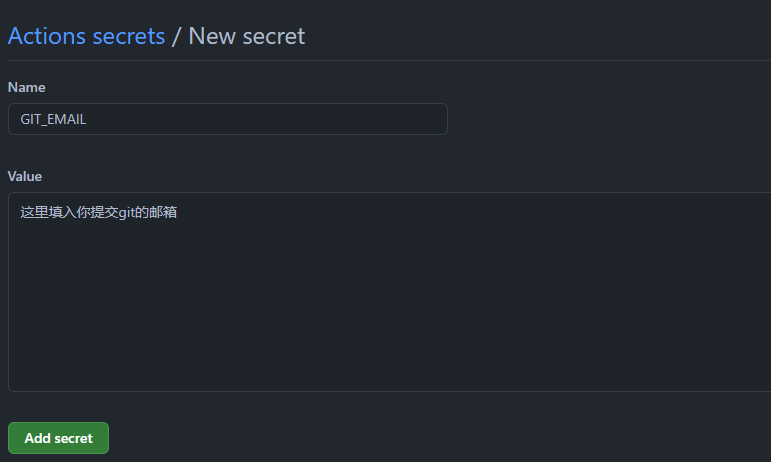 Actions secrets / New secret
Name
GIT_EMAIL
Value
这里填入你提交git的邮箱
Add secret